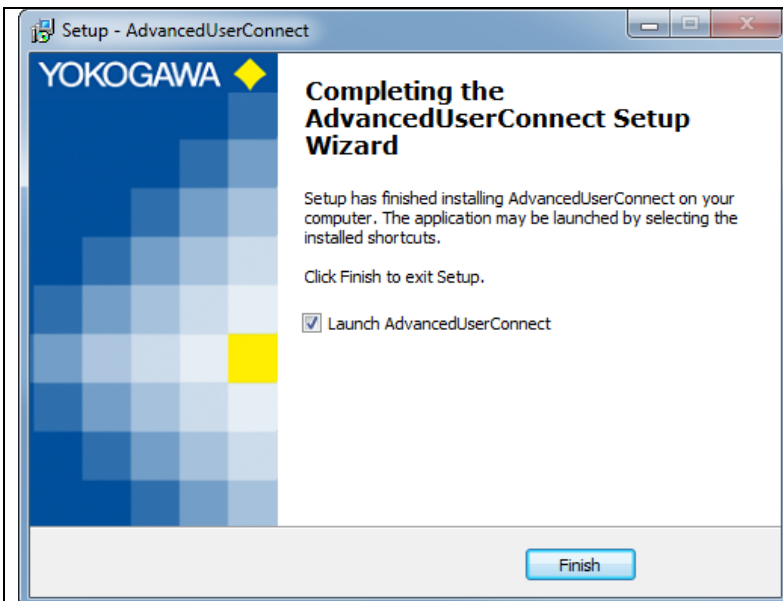 Setup - AdvancedUserConnect
YOKOGAWA
Completing the
AdvancedUserConnect Setup
Wizard
Setup has finished installing AdvancedUserConnect on your
computer. The application may be launched by selecting the
installed shortcuts.
Click Finish to exit Setup.
Launch AdvancedUserConnect
Finish